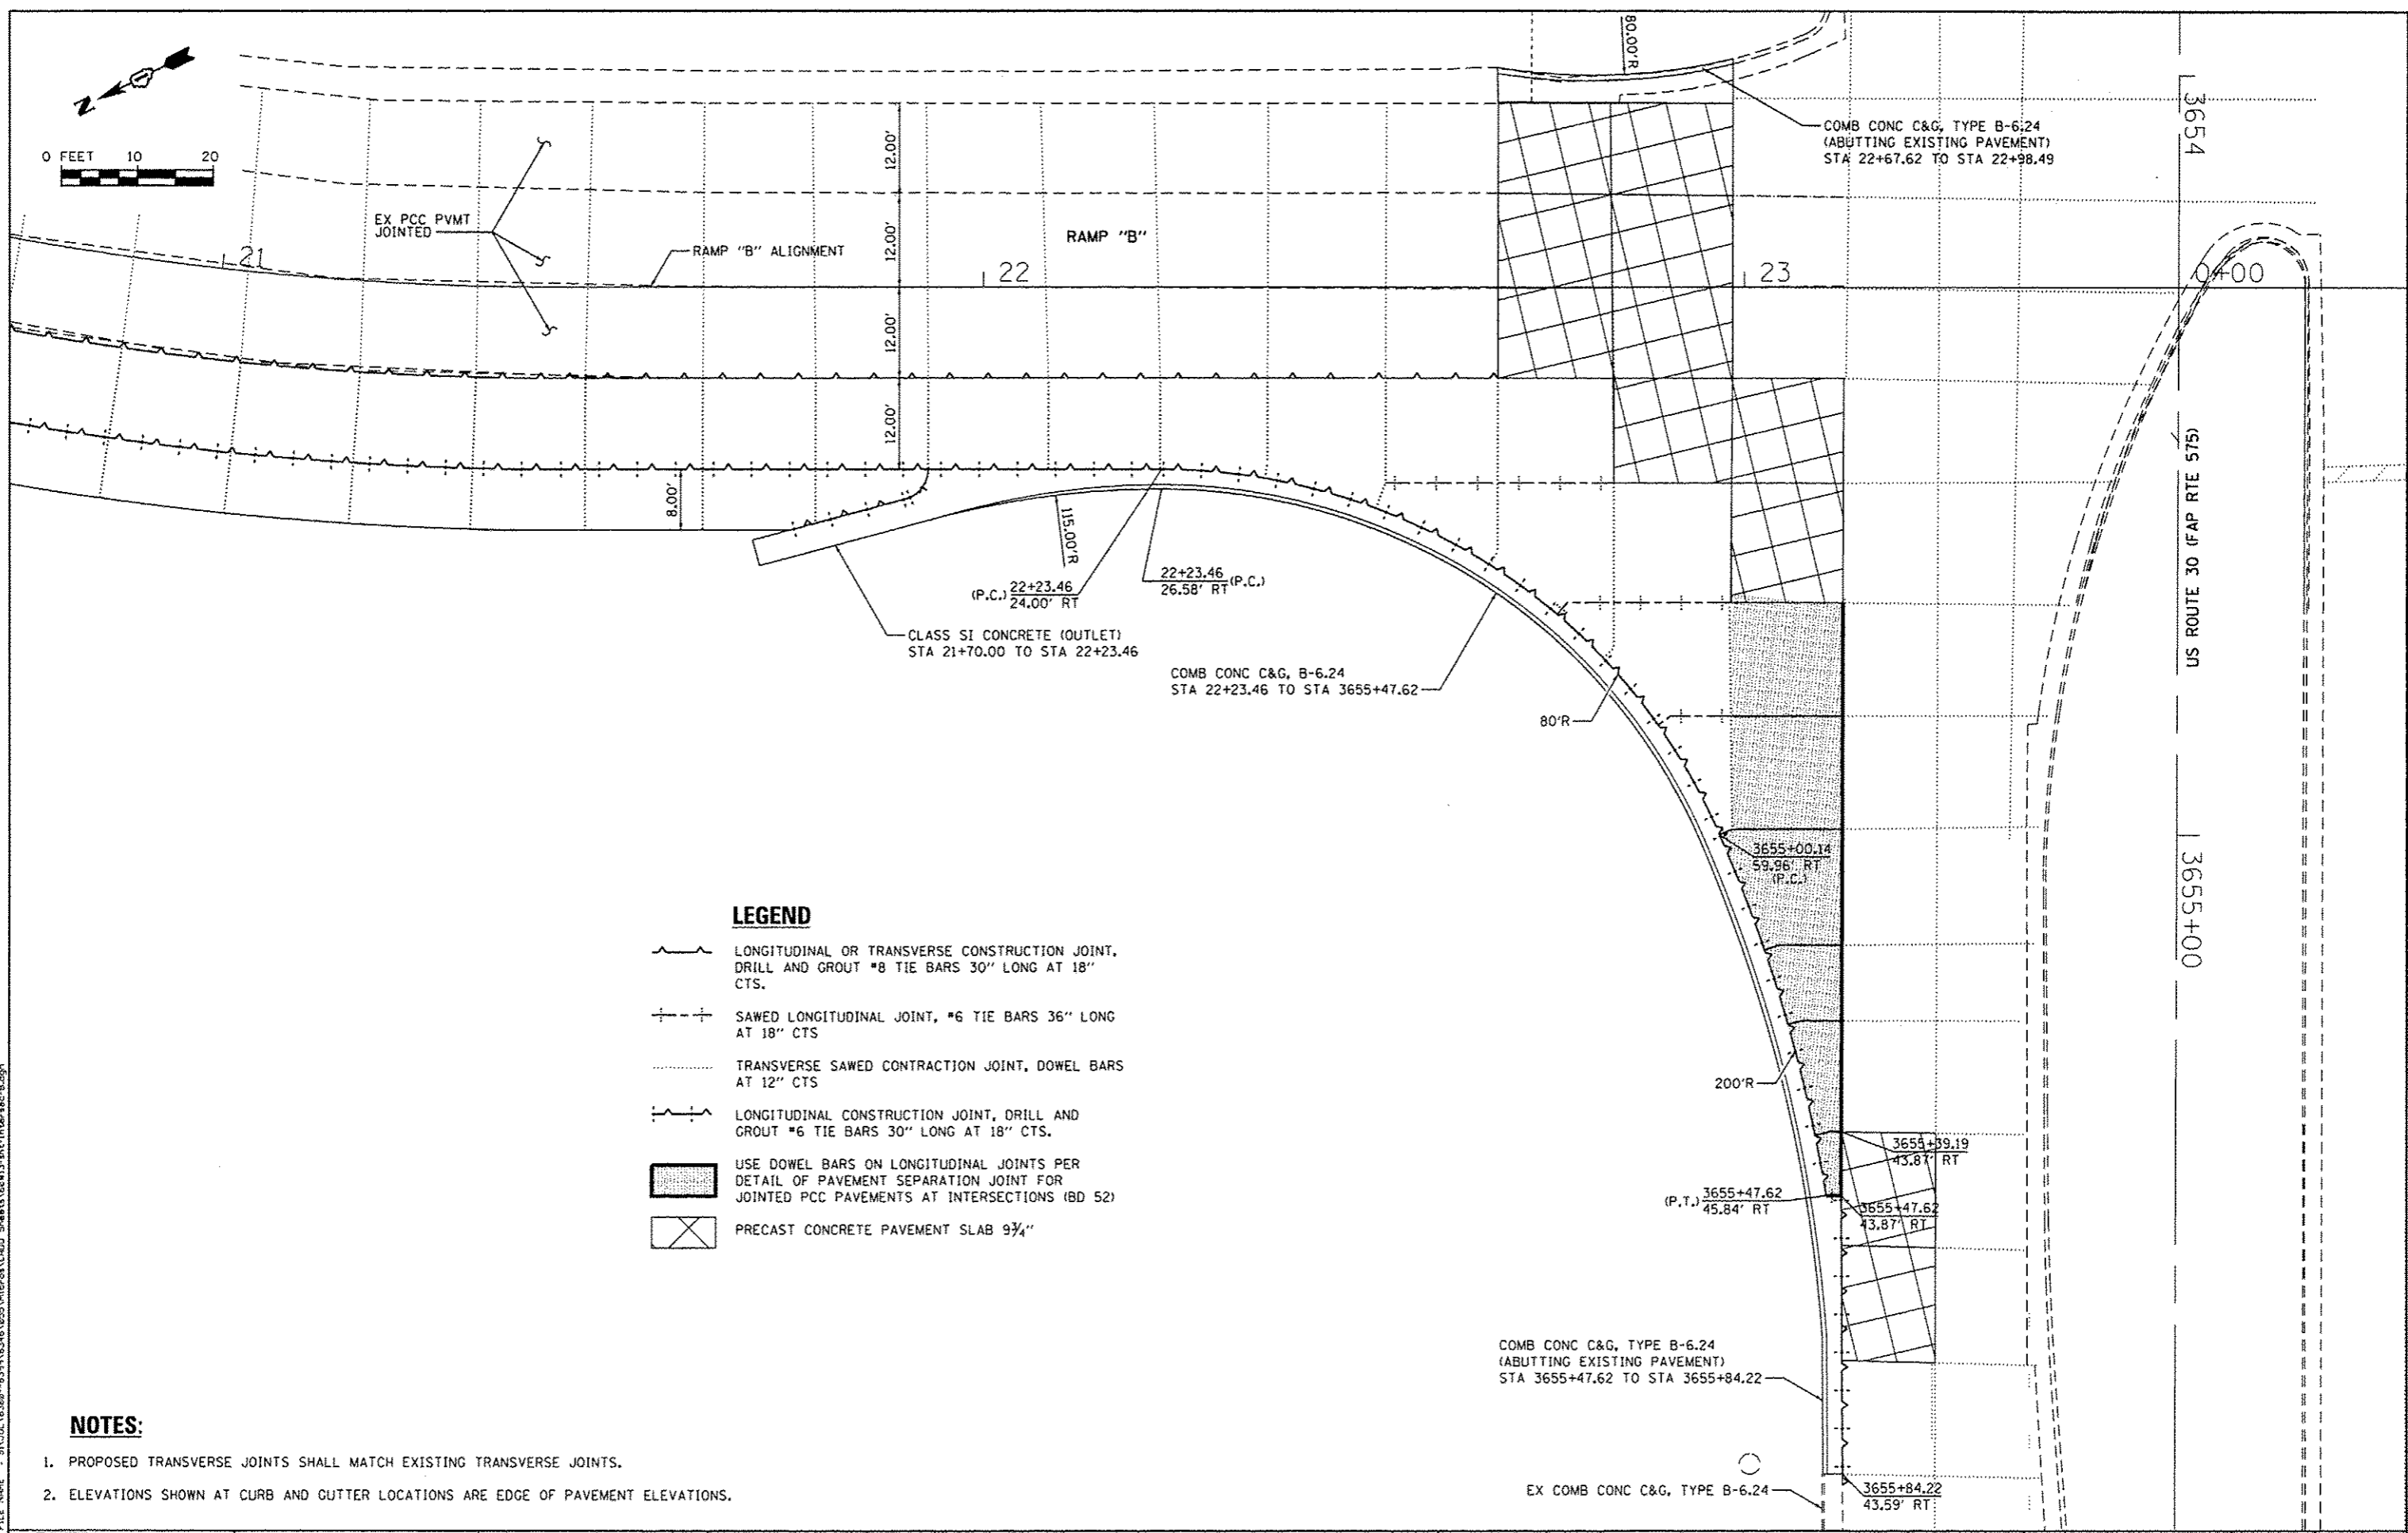 N
0 FEET 10 20
80.00'R
COMB CONC C&G, TYPE B-6.24
(ABUTTING EXISTING PAVEMENT)
STA 22+67.62 TO STA 22+98.49
3654
12.00'
EX PCC PVMT
JOINTED
RAMP "B" ALIGNMENT
12.00'
RAMP "B"
21
22
23
0+00
12.00'
12.00'
8.00'
US ROUTE 30 (FAP RTE 575)
115.00'R
(P.C.) 22+23.46
24.00' RT
22+23.46 (P.C.)
26.58' RT
CLASS SI CONCRETE (OUTLET)
STA 21+70.00 TO STA 22+23.46
COMB CONC C&G, B-6.24
STA 22+23.46 TO STA 3655+47.62
80'R
3655+00.14
59.96' RT
(P.C.)
3655+00
LEGEND
LONGITUDINAL OR TRANSVERSE CONSTRUCTION JOINT,
DRILL AND GROUT #8 TIE BARS 30" LONG AT 18"
CTS.
SAWED LONGITUDINAL JOINT, #6 TIE BARS 36" LONG
AT 18" CTS
TRANSVERSE SAWED CONTRACTION JOINT, DOWEL BARS
AT 12" CTS
LONGITUDINAL CONSTRUCTION JOINT, DRILL AND
GROUT #6 TIE BARS 30" LONG AT 18" CTS.
USE DOWEL BARS ON LONGITUDINAL JOINTS PER
DETAIL OF PAVEMENT SEPARATION JOINT FOR
JOINTED PCC PAVEMENTS AT INTERSECTIONS (BD 52)
PRECAST CONCRETE PAVEMENT SLAB 9¾"
200'R
3655+39.19
43.87' RT
(P.T.) 3655+47.62
45.84' RT
3655+47.62
43.87' RT
COMB CONC C&G, TYPE B-6.24
(ABUTTING EXISTING PAVEMENT)
STA 3655+47.62 TO STA 3655+84.22
EX COMB CONC C&G, TYPE B-6.24
3655+84.22
43.59' RT
NOTES:
1. PROPOSED TRANSVERSE JOINTS SHALL MATCH EXISTING TRANSVERSE JOINTS.
2. ELEVATIONS SHOWN AT CURB AND GUTTER LOCATIONS ARE EDGE OF PAVEMENT ELEVATIONS.